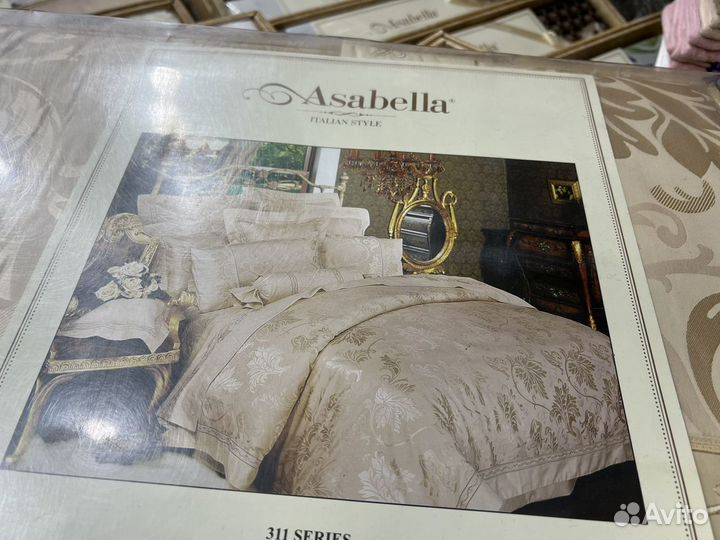 Asabella®
ITALIAN STYLE
311 SERIES
Avito